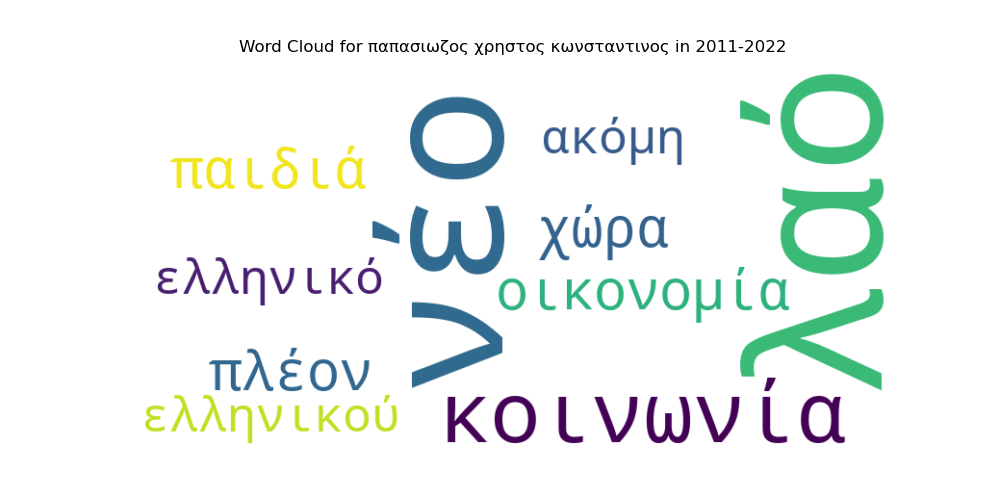 Word Cloud for παπασιωζος χρηστος κωνσταντινος in 2011-2022
παιδιά
νέο
ακόμη
λαό
χώρα
ελληνικό
οικονομία
πλέον
ελληνικού
κοινωνία